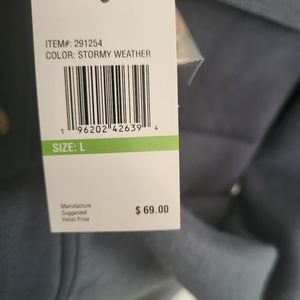 ITEM#: 291254
COLOR: STORMY WEATHER
1 96202 42639 4
SIZE: L
Manufacture
Suggested
Retail Price
$ 69.00